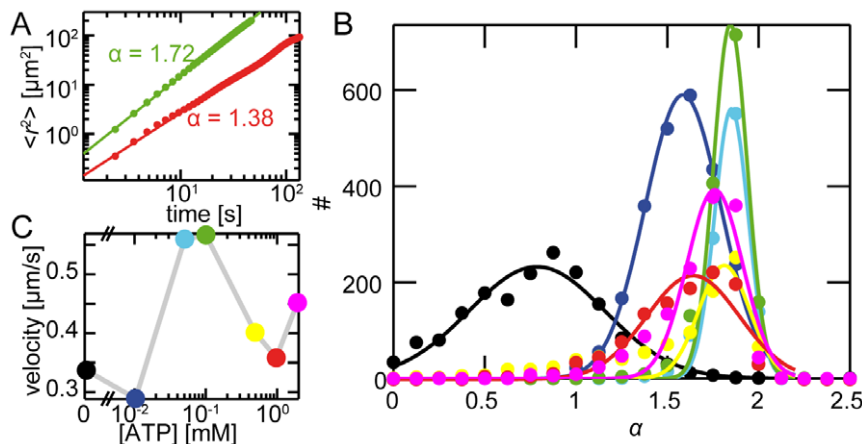 A
<r²> [μm²]
10²
10⁰
α = 1.72
α = 1.38
10¹
10²
time [s]
B
#
600
400
200
0
0
0.5
1.0
1.5
2.0
2.5
α
C
velocity [μm/s]
0.5
0.4
0.3
0
10⁻²
10⁻¹
10⁰
[ATP] [mM]